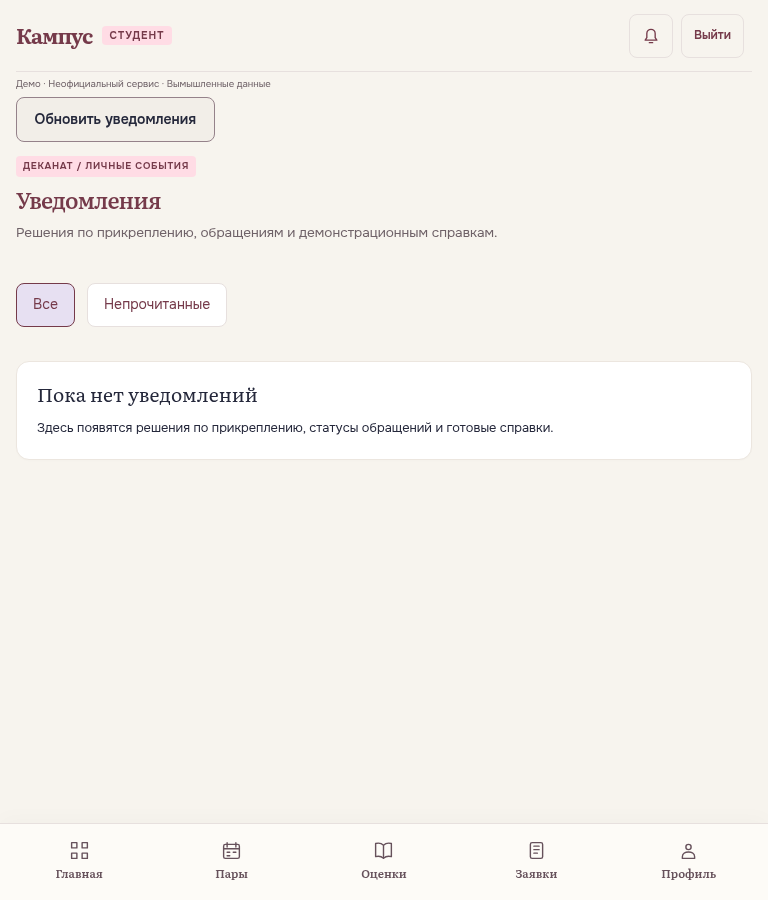 Кампус СТУДЕНТ
Выйти
Демо · Неофициальный сервис · Вымышленные данные
Обновить уведомления
ДЕКАНАТ / ЛИЧНЫЕ СОБЫТИЯ
Уведомления
Решения по прикреплению, обращениям и демонстрационным справкам.
Все Непрочитанные
Пока нет уведомлений
Здесь появятся решения по прикреплению, статусы обращений и готовые справки.
Главная Пары Оценки Заявки Профиль